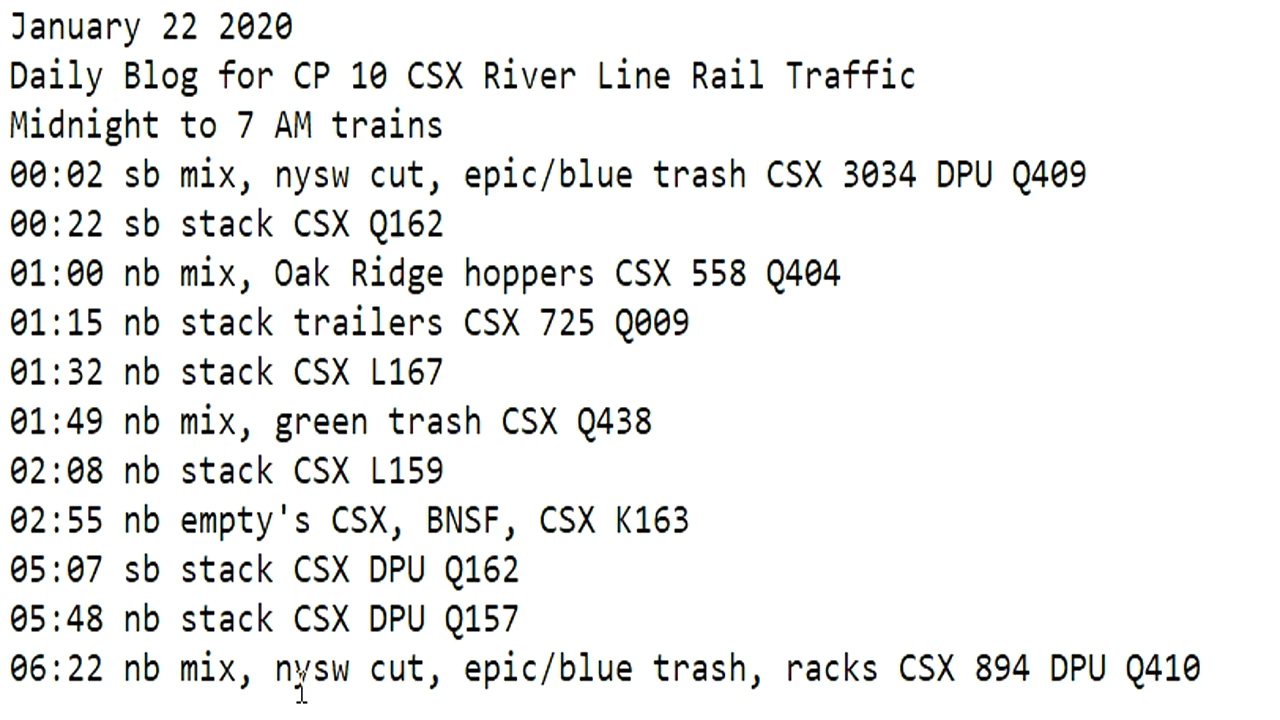 January 22 2020
Daily Blog for CP 10 CSX River Line Rail Traffic
Midnight to 7 AM trains
00:02 sb mix, nysw cut, epic/blue trash CSX 3034 DPU Q409
00:22 sb stack CSX Q162
01:00 nb mix, Oak Ridge hoppers CSX 558 Q404
01:15 nb stack trailers CSX 725 Q009
01:32 nb stack CSX L167
01:49 nb mix, green trash CSX Q438
02:08 nb stack CSX L159
02:55 nb empty's CSX, BNSF, CSX K163
05:07 sb stack CSX DPU Q162
05:48 nb stack CSX DPU Q157
06:22 nb mix, nysw cut, epic/blue trash, racks CSX 894 DPU Q410